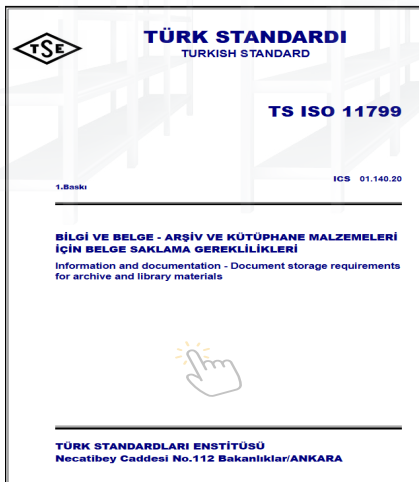 TSE
TÜRK STANDARDI
TURKISH STANDARD
TS ISO 11799
ICS 01.140.20
1.Baskı
BİLGİ VE BELGE - ARŞİV VE KÜTÜPHANE MALZEMELERİ
İÇİN BELGE SAKLAMA GEREKLİLİKLERİ
Information and documentation - Document storage requirements
for archive and library materials
TÜRK STANDARDLARI ENSTİTÜSÜ
Necatibey Caddesi No.112 Bakanlıklar/ANKARA